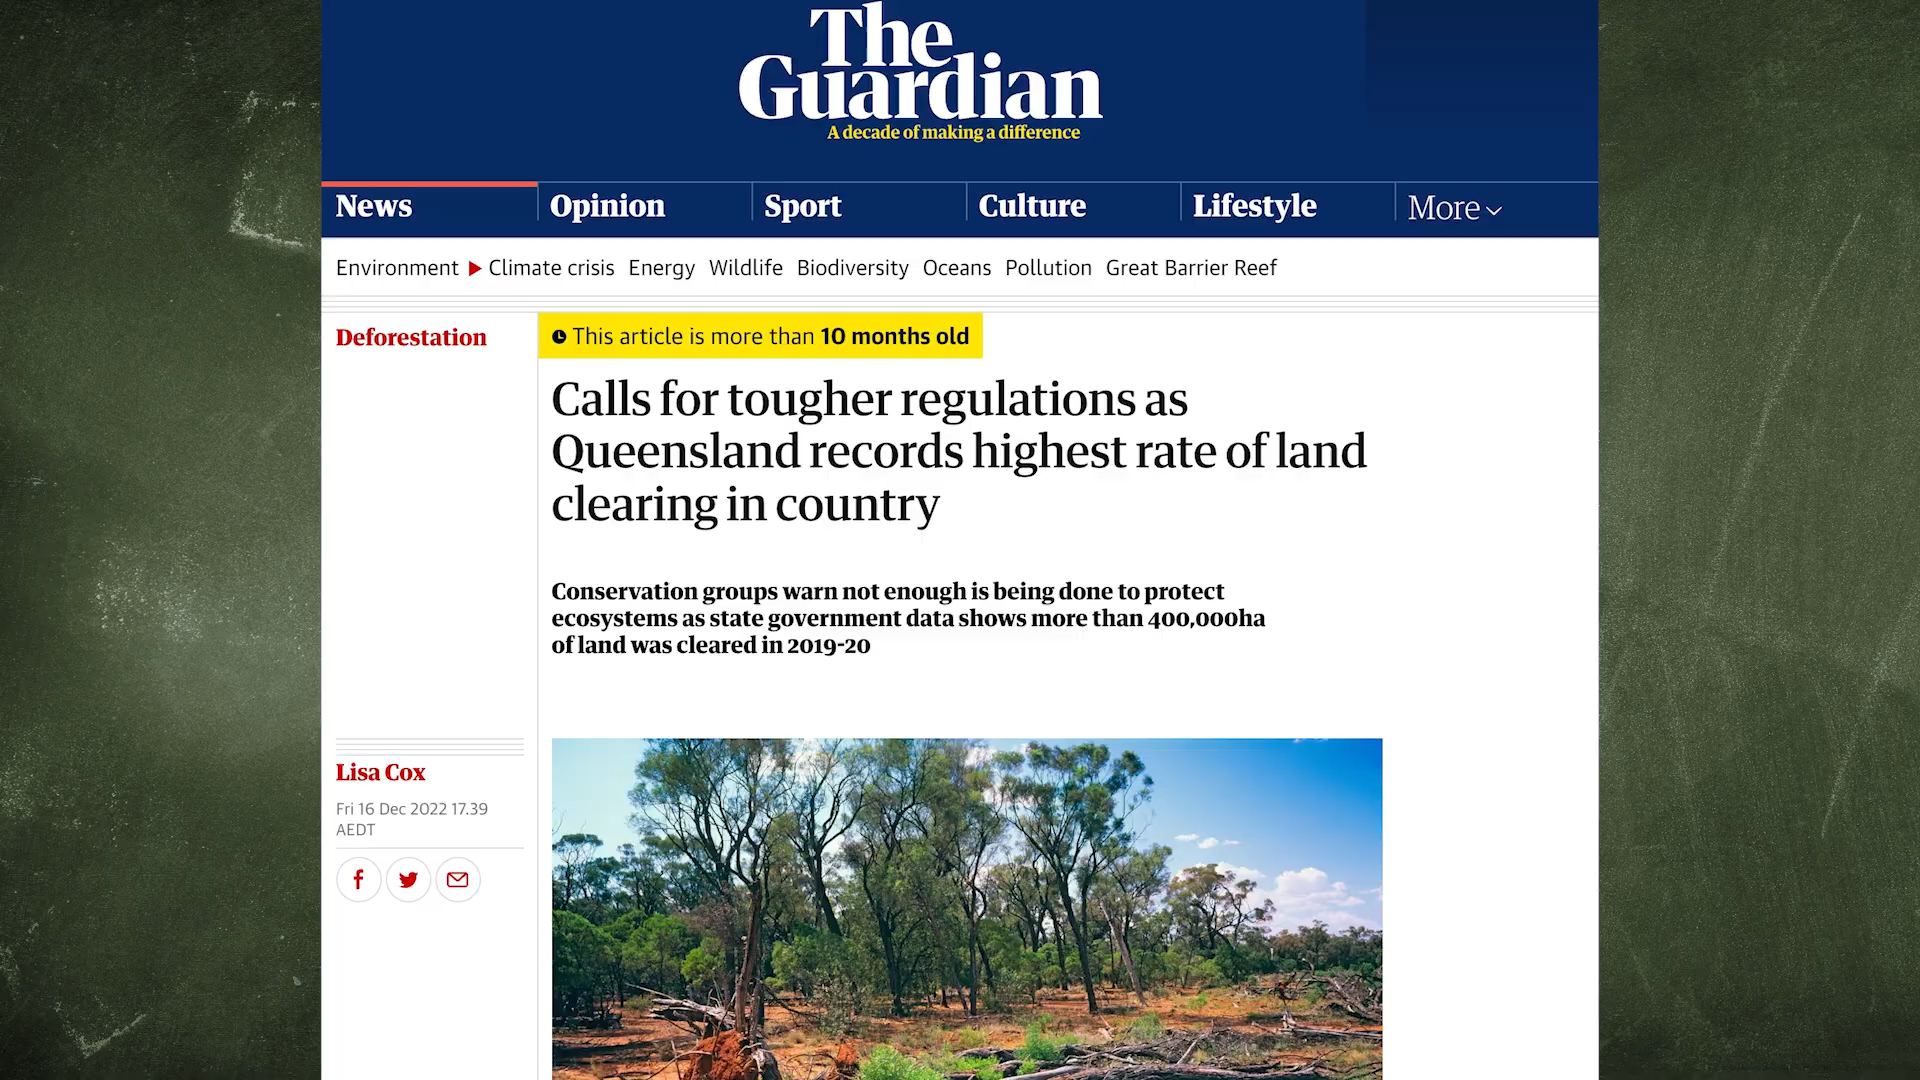 The
Guardian
A decade of making a difference
News Opinion Sport Culture Lifestyle More
Environment Climate crisis Energy Wildlife Biodiversity Oceans Pollution Great Barrier Reef
Deforestation
This article is more than 10 months old
Calls for tougher regulations as
Queensland records highest rate of land
clearing in country
Conservation groups warn not enough is being done to protect
ecosystems as state government data shows more than 400,000ha
of land was cleared in 2019-20
Lisa Cox
Fri 16 Dec 2022 17.39
AEDT